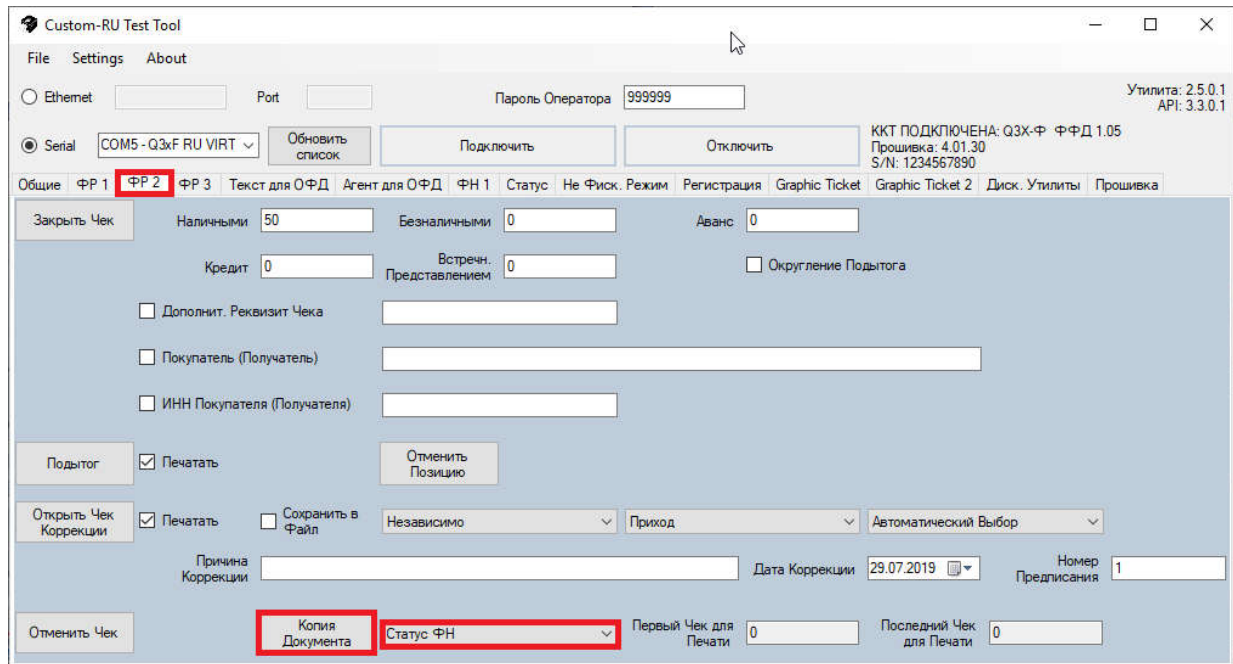 Custom-RU Test Tool
File Settings About
Ethernet Port Пароль Оператора 999999
Утилита: 2.5.0.1
API: 3.3.0.1
Serial COM5 - Q3xF RU VIRT
Обновить
список
Подключить
Отключить
ККТ ПОДКЛЮЧЕНА: Q3X-Ф ФФД 1.05
Прошивка: 4.01.30
S/N: 1234567890
Общие ФР 1 ФР 2 ФР 3 Текст для ОФД Агент для ОФД ФН 1 Статус Не Фиск. Режим Регистрация Graphic Ticket Graphic Ticket 2 Диск. Утилиты Прошивка
Закрыть Чек Наличными 50 Безналичными 0 Аванс 0
Кредит 0
Встречн.
Представлением
0
Округление Подытога
Дополнит. Реквизит Чека
Покупатель (Получатель)
ИНН Покупателя (Получателя)
Подытог Печатать
Отменить
Позицию
Открыть Чек
Коррекции
Печатать
Сохранить в
Файл
Независимо Приход Автоматический Выбор
Причина
Коррекции
Дата Коррекции 29.07.2019
Номер
Предписания
1
Отменить Чек
Копия
Документа
Статус ФН
Первый Чек для
Печати
0
Последний Чек
для Печати
0